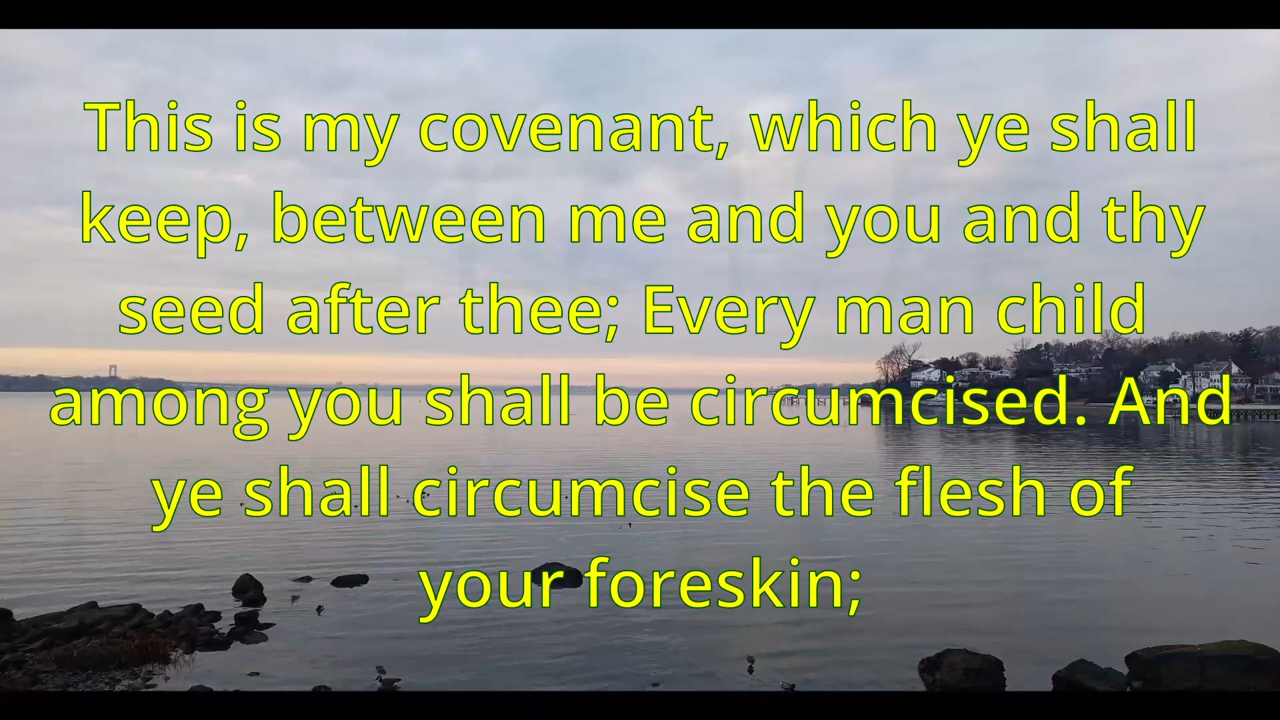 This is my covenant, which ye shall
keep, between me and you and thy
seed after thee; Every man child
among you shall be circumcised. And
ye shall circumcise the flesh of
your foreskin;